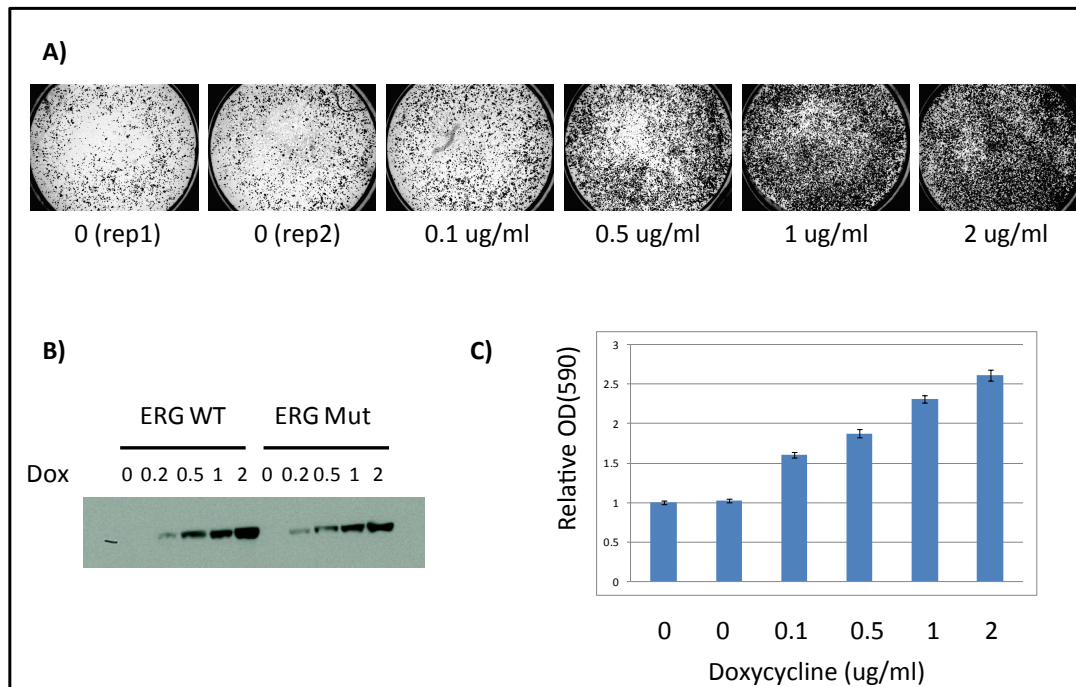 A)
0 (rep1) 0 (rep2) 0.1 ug/ml 0.5 ug/ml 1 ug/ml 2 ug/ml
B)
ERG WT ERG Mut
Dox 0 0.2 0.5 1 2 0 0.2 0.5 1 2
C)
Relative OD(590)
3
2.5
2
1.5
1
0.5
0
0 0 0.1 0.5 1 2
Doxycycline (ug/ml)